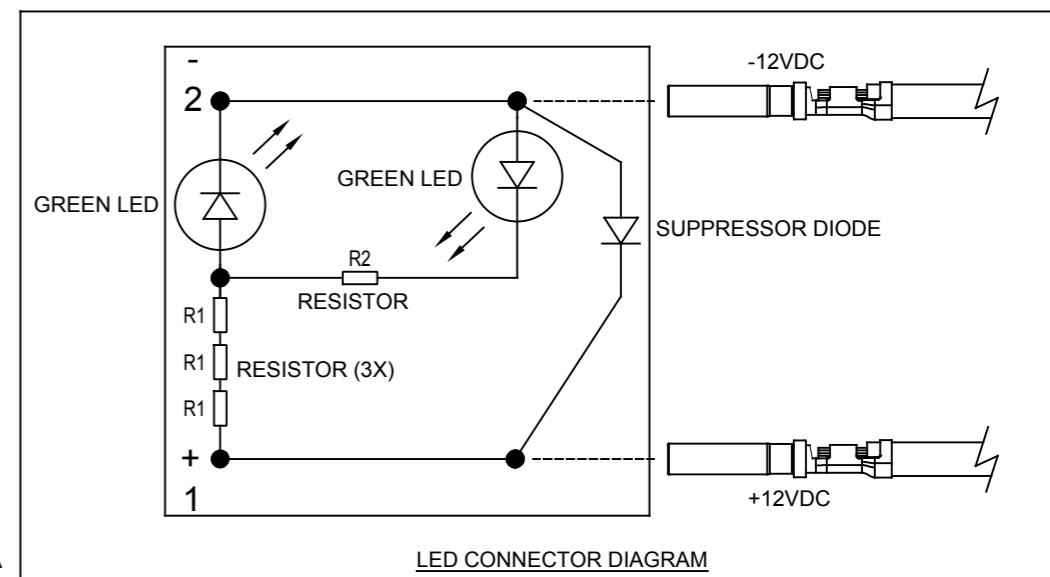 -
2
-12VDC
GREEN LED
GREEN LED
SUPPRESSOR DIODE
R2
RESISTOR
R1
R1
RESISTOR (3X)
R1
+
1
+12VDC
LED CONNECTOR DIAGRAM